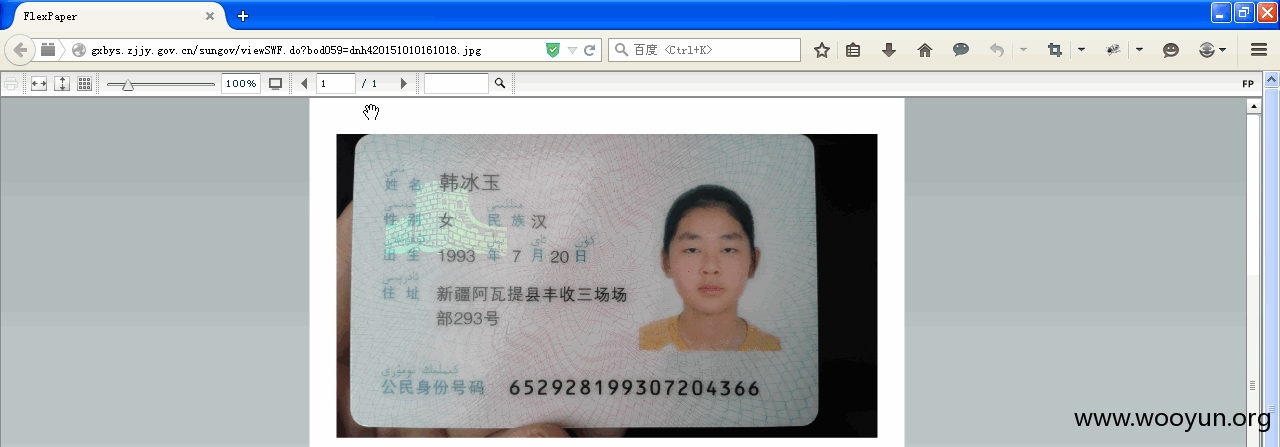 FlexPaper
gxbys.zjjy.gov.cn/sungov/viewSWF.do?bod059=dnh420151010161018.jpg
百度 <Ctrl+K>
100%
1 / 1
FP
姓名 韩冰玉
性别 女 民族 汉
出生 1993 年 7 月 20 日
住址 新疆阿瓦提县丰收三场场
部293号
公民身份号码 652928199307204366
www.wooyun.org